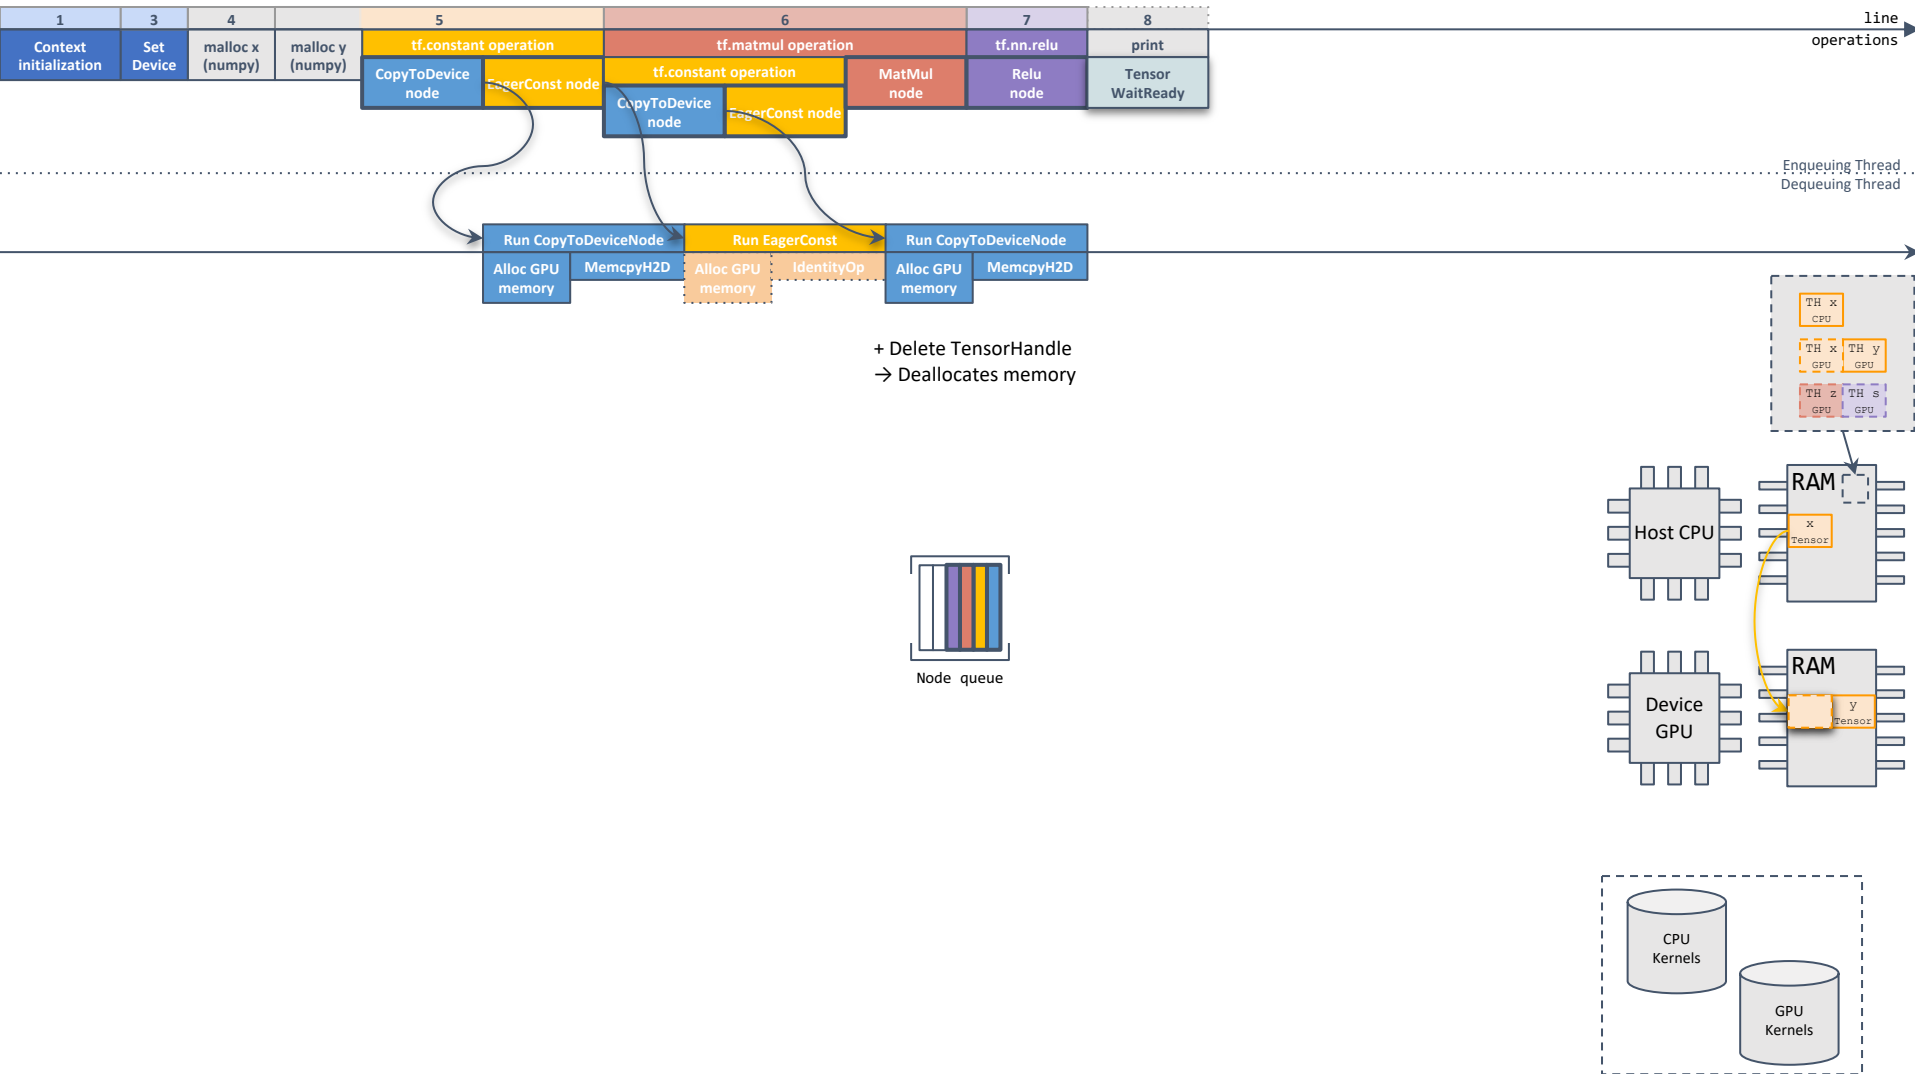 1 3 4 5 6 7 8
line
operations
Context
initialization
Set
Device
malloc x
(numpy)
malloc y
(numpy)
tf.constant operation
tf.matmul operation
tf.nn.relu
print
CopyToDevice
node
EagerConst node
tf.constant operation
MatMul
node
Relu
node
Tensor
WaitReady
CopyToDevice
node
EagerConst node
Enqueuing Thread
Dequeuing Thread
Run CopyToDeviceNode
Run EagerConst
Run CopyToDeviceNode
Alloc GPU
memory
MemcpyH2D
Alloc GPU
memory
IdentityOp
Alloc GPU
memory
MemcpyH2D
+ Delete TensorHandle
→ Deallocates memory
TH x
CPU
TH x
GPU
TH y
GPU
TH z
GPU
TH s
GPU
Host CPU
RAM
x
Tensor
Node queue
Device
GPU
RAM
y
Tensor
CPU
Kernels
GPU
Kernels